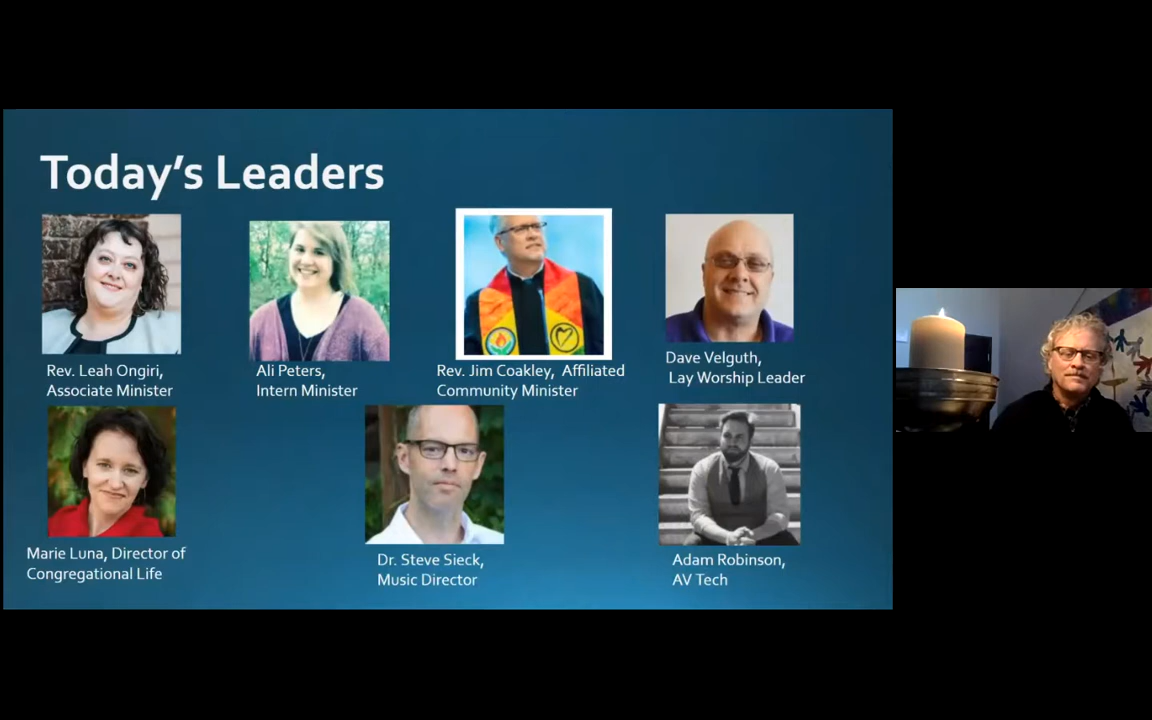 Today's Leaders
Rev. Leah Ongiri,
Associate Minister
Ali Peters,
Intern Minister
Rev. Jim Coakley, Affiliated
Community Minister
Dave Velguth,
Lay Worship Leader
Marie Luna, Director of
Congregational Life
Dr. Steve Sieck,
Music Director
Adam Robinson,
AV Tech